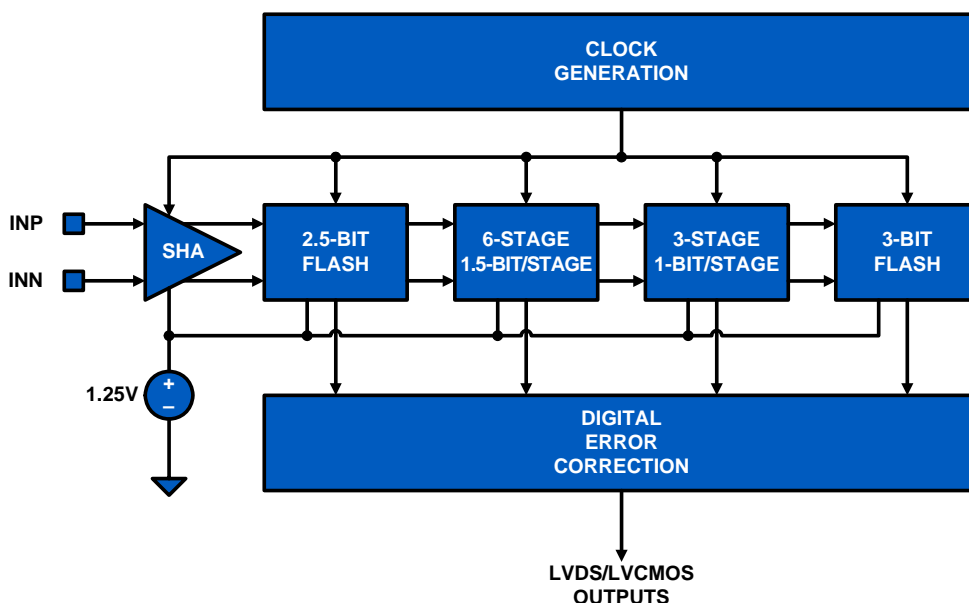 CLOCK
GENERATION
INP
INN
SHA
2.5-BIT
FLASH
6-STAGE
1.5-BIT/STAGE
3-STAGE
1-BIT/STAGE
3-BIT
FLASH
1.25V
+
–
DIGITAL
ERROR
CORRECTION
LVDS/LVCMOS
OUTPUTS